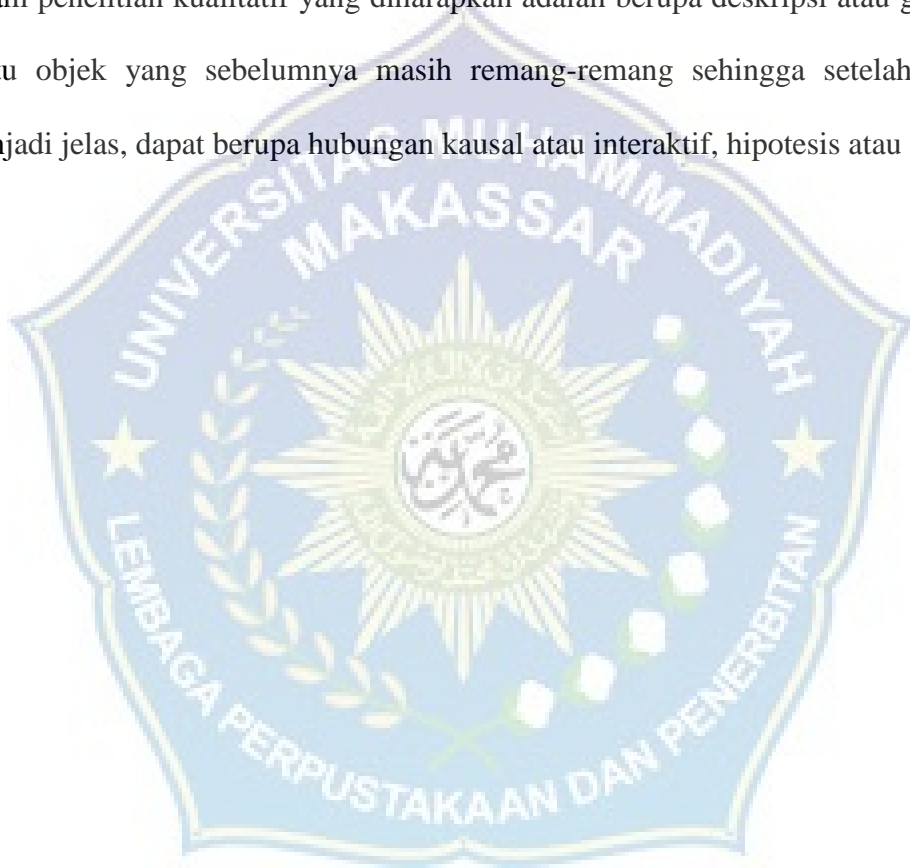 penelitian kualitatif yang diharapkan adalah berupa deskripsi atau
objek yang sebelumnya masih remang-remang sehingga setelah
jadi jelas, dapat berupa hubungan kausal atau interaktif, hipotesis atau
UNIVERSITAS MUHAMMADIYAH
MAKASSAR
LEMBAGA PERPUSTAKAAN DAN PENERBITAN